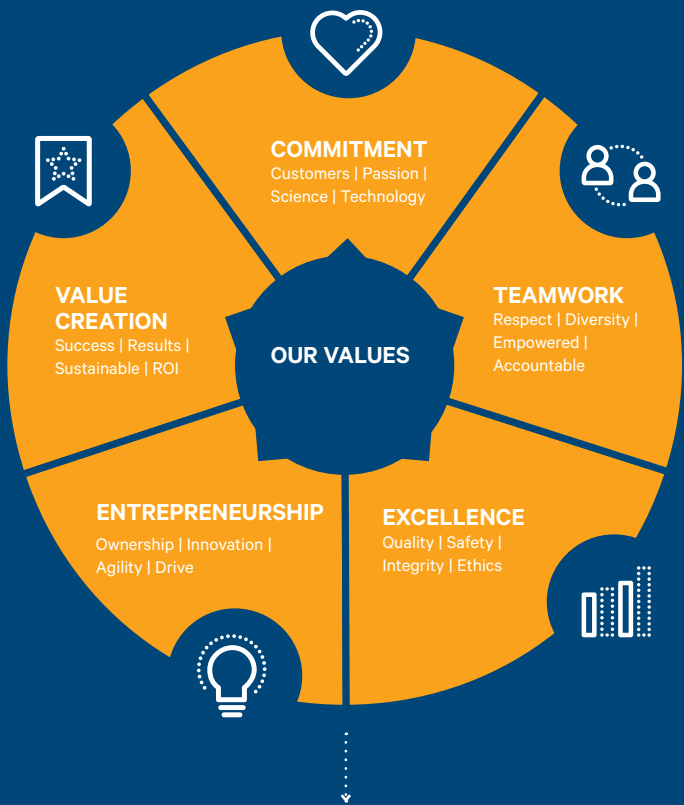 COMMITMENT
Customers | Passion |
Science | Technology
VALUE
CREATION
Success | Results |
Sustainable | ROI
TEAMWORK
Respect | Diversity |
Empowered |
Accountable
OUR VALUES
ENTREPRENEURSHIP
Ownership | Innovation |
Agility | Drive
EXCELLENCE
Quality | Safety |
Integrity | Ethics